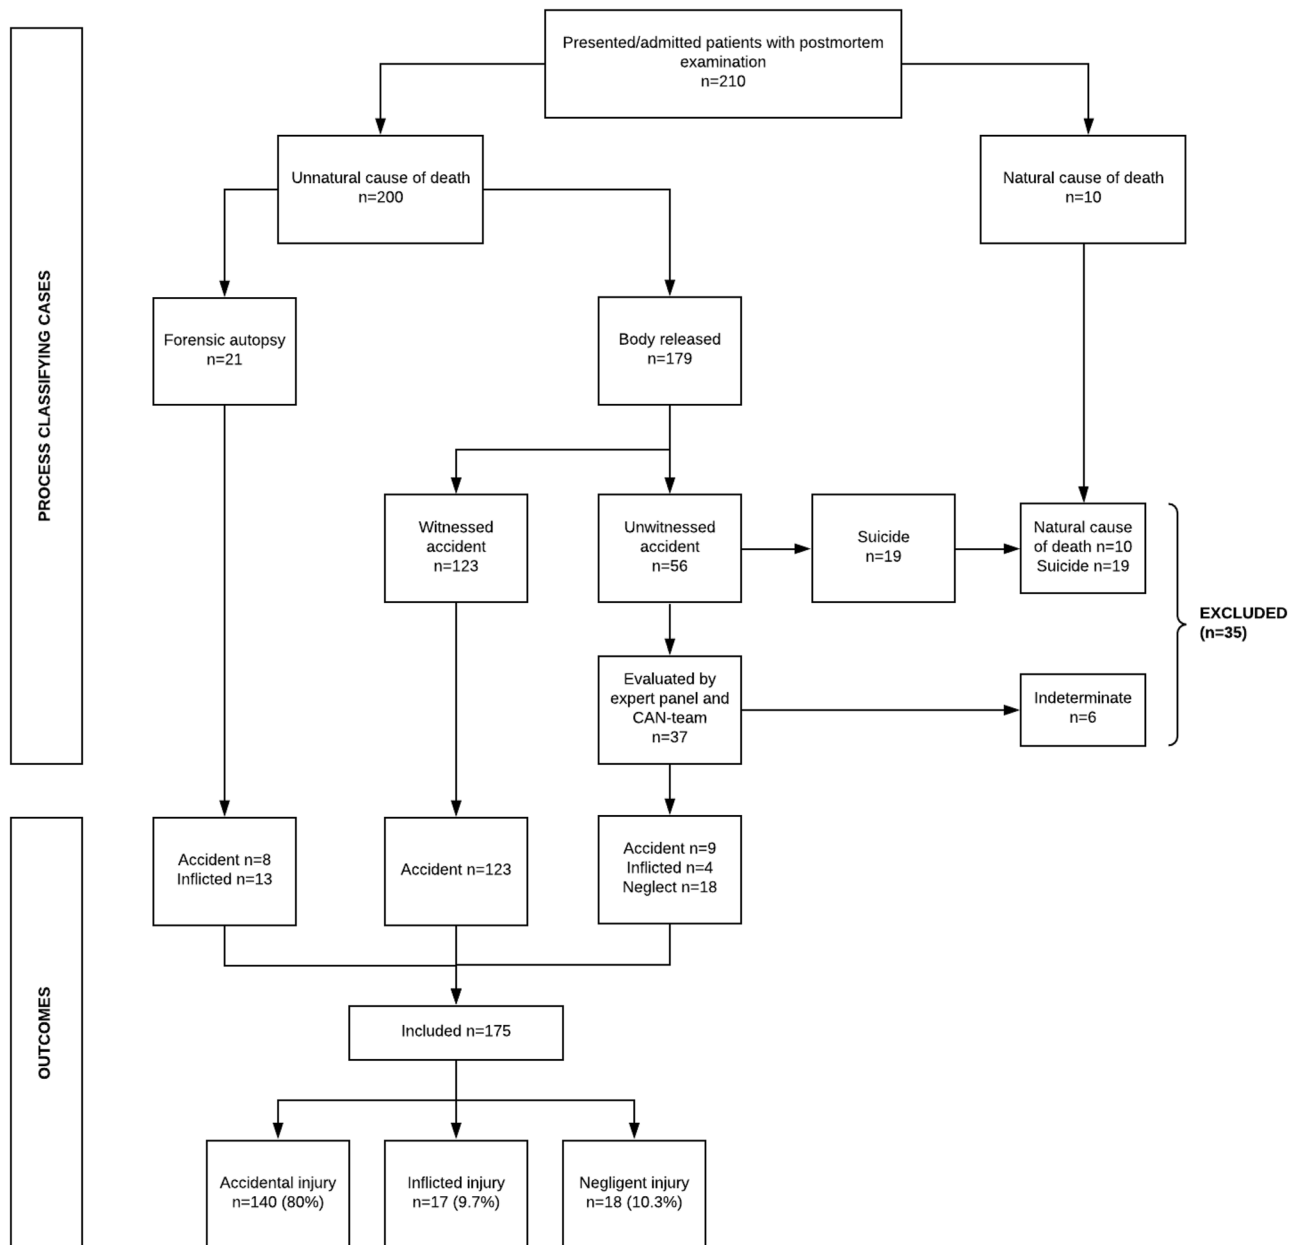 PROCESS CLASSIFYING CASES
Presented/admitted patients with postmortem
examination
n=210
Unnatural cause of death
n=200
Natural cause of death
n=10
Forensic autopsy
n=21
Body released
n=179
Witnessed
accident
n=123
Unwitnessed
accident
n=56
Suicide
n=19
Natural cause
of death n=10
Suicide n=19
EXCLUDED
(n=35)
Evaluated by
expert panel and
CAN-team
n=37
Indeterminate
n=6
OUTCOMES
Accident n=8
Inflicted n=13
Accident n=123
Accident n=9
Inflicted n=4
Neglect n=18
Included n=175
Accidental injury
n=140 (80%)
Inflicted injury
n=17 (9.7%)
Negligent injury
n=18 (10.3%)